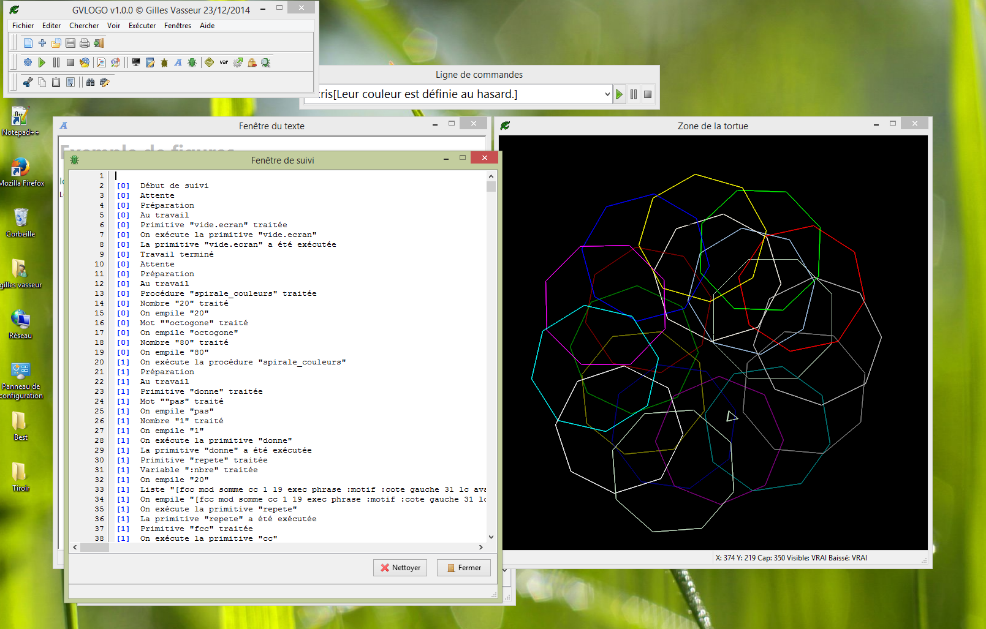 GVLOGO v1.0.0 © Gilles Vasseur 23/12/2014
Fichier Editer Chercher Voir Exécuter Fenêtres Aide
Ligne de commandes
cris[Leur couleur est définie au hasard.]
Notepad++
Mozilla Firefox
Corbeille
gilles vasseur
Réseau
Panneau de configuration
Best
Tiroir
Fenêtre du texte
Exemple de figures
Fenêtre de suivi
1
2 [0] Début de suivi
3 [0] Attente
4 [0] Préparation
5 [0] Au travail
6 [0] Primitive "vide.ecran" traitée
7 [0] On exécute la primitive "vide.ecran"
8 [0] La primitive "vide.ecran" a été exécutée
9 [0] Travail terminé
10 [0] Attente
11 [0] Préparation
12 [0] Au travail
13 [0] Procédure "spirale_couleurs" traitée
14 [0] Nombre "20" traité
15 [0] On empile "20"
16 [0] Mot ""octogone" traité
17 [0] On empile "octogone"
18 [0] Nombre "80" traité
19 [0] On empile "80"
20 [1] On exécute la procédure "spirale_couleurs"
21 [1] Préparation
22 [1] Au travail
23 [1] Primitive "donne" traitée
24 [1] Mot ""pas" traité
25 [1] On empile "pas"
26 [1] Nombre "1" traité
27 [1] On empile "1"
28 [1] On exécute la primitive "donne"
29 [1] La primitive "donne" a été exécutée
30 [1] Primitive "repete" traitée
31 [1] Variable ":nbre" traitée
32 [1] On empile "20"
33 [1] Liste "[fcc mod somme cc 1 19 exec phrase :motif :cote gauche 31 lc ava
34 [1] On empile "[fcc mod somme cc 1 19 exec phrase :motif :cote gauche 31 lc
35 [1] On exécute la primitive "repete"
36 [1] La primitive "repete" a été exécutée
37 [1] Primitive "fcc" traitée
38 [1] On exécute la primitive "cc"
Nettoyer
Fermer
Zone de la tortue
X: 374 Y: 219 Cap: 350 Visible: VRAI Baissé: VRAI